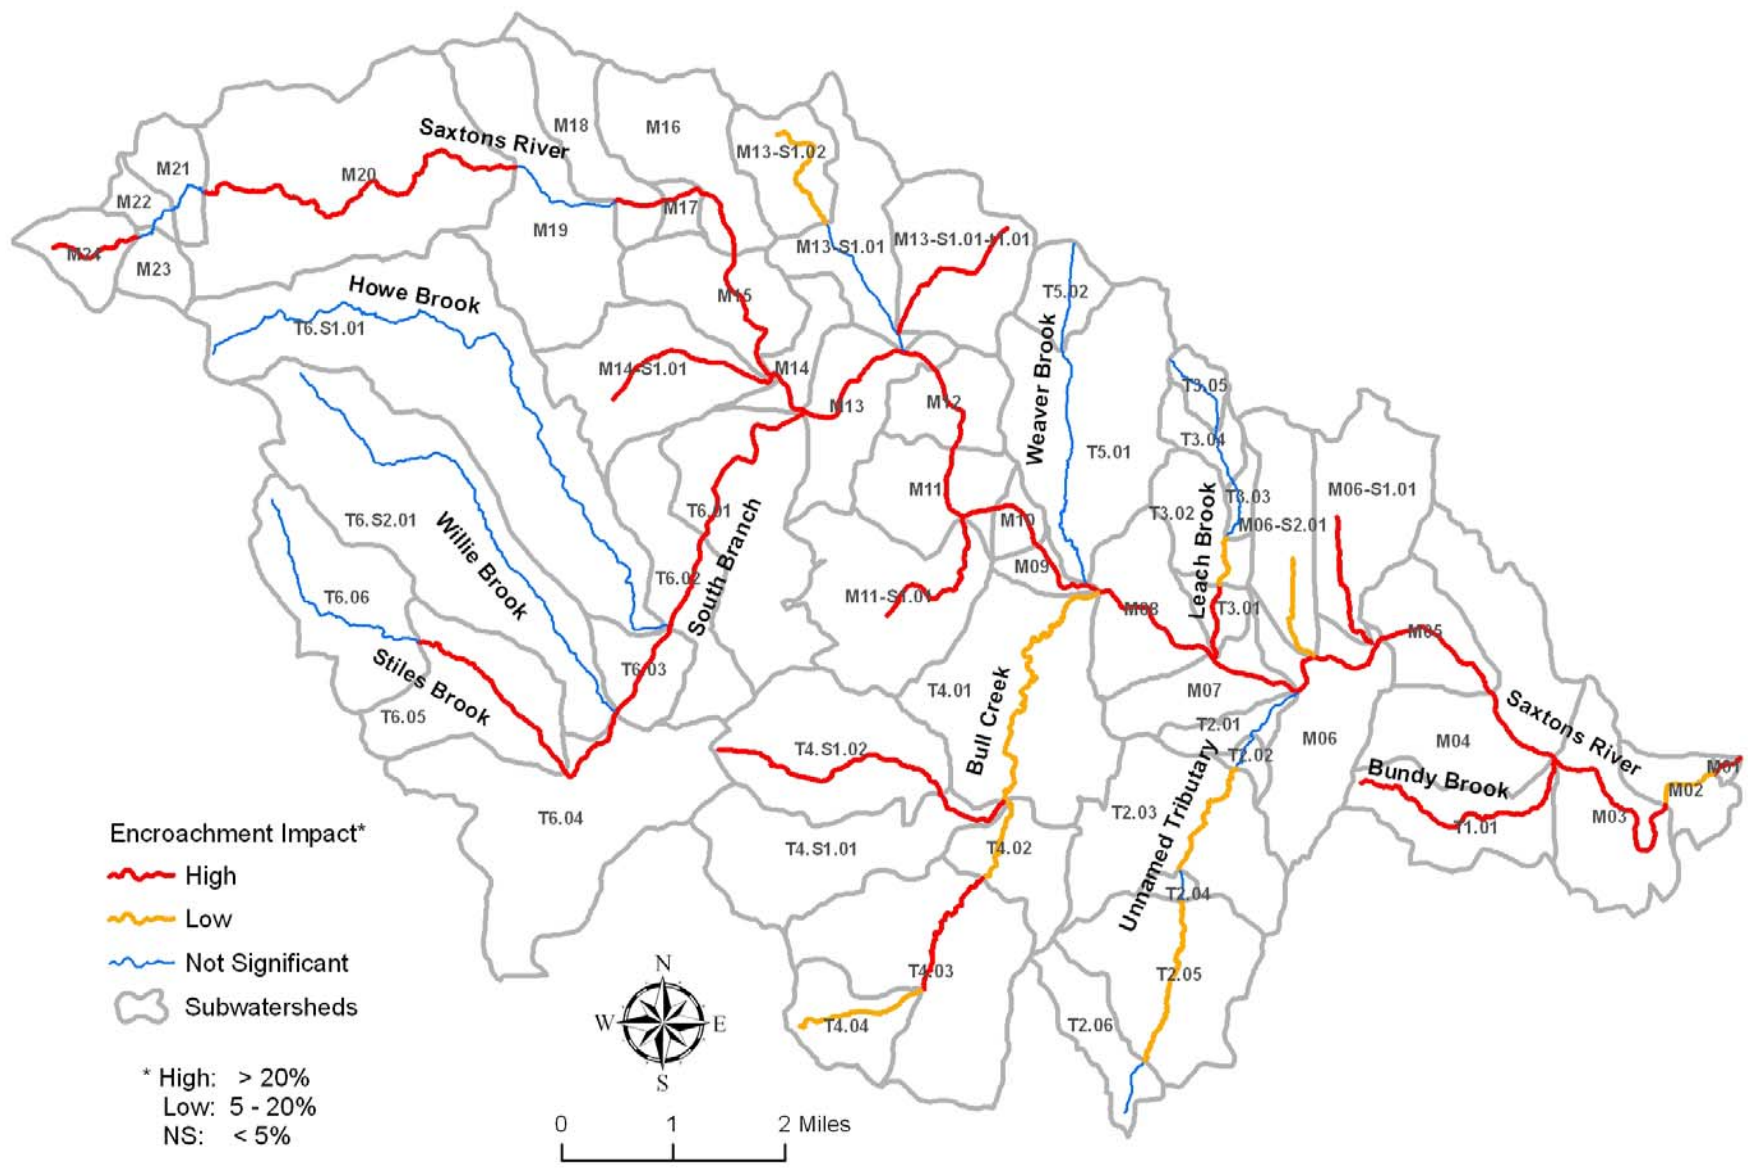 Saxtons River
M18
M16
M13-S1.02
M21
M20
M22
M17
M19
M13-S1.01
M13-S1.01-t1.01
M24
M23
T5.02
Howe Brook
M15
T6.S1.01
Weaver Brook
M14-S1.01
M14
T3.05
M13
M12
T3.04
T5.01
M11
M06-S1.01
T3.03
T6.01
T6.S2.01
Willie Brook
South Branch
M10
T3.02
Leach Brook
M06-S2.01
M09
T6.02
T6.06
M11-S1.01
M08
T3.01
M05
Stiles Brook
T6.03
T4.01
Bull Creek
M07
Saxtons River
T6.05
T2.01
T4.S1.02
T2.02
M06
M04
Bundy Brook
M01
M02
T6.04
T2.03
Unnamed Tributary
M03
T1.01
T4.S1.01
T4.02
T2.04
T4.03
T2.05
T4.04
T2.06
Encroachment Impact*
High
Low
Not Significant
Subwatersheds
* High: > 20%
Low: 5 - 20%
NS: < 5%
N
W E
S
0 1 2 Miles